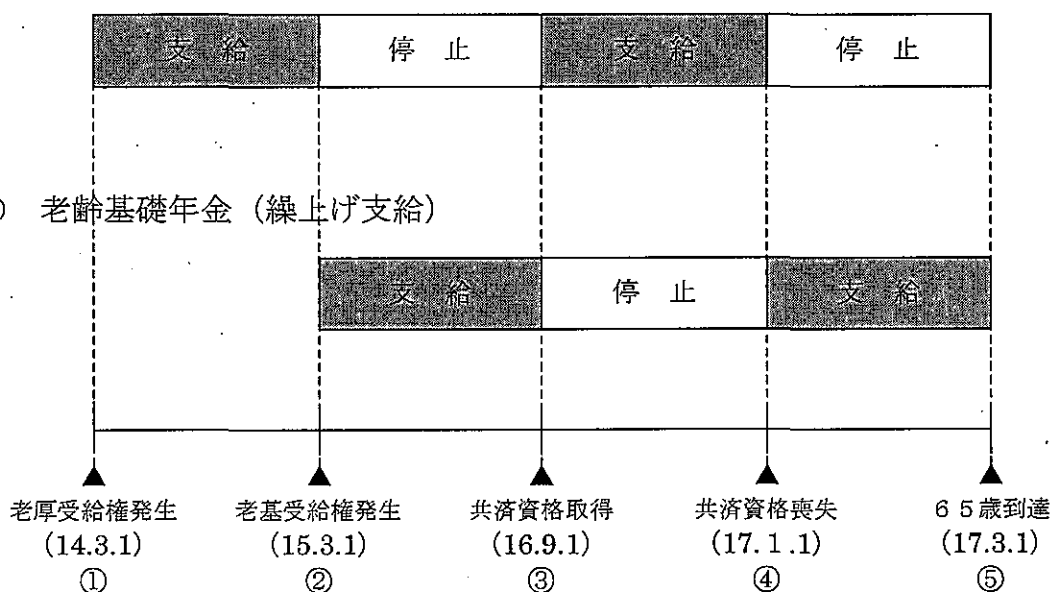 支給 停止 支給 停止
) 老齢基礎年金(繰上げ支給)
支給 停止 支給
老厚受給権発生 老基受給権発生 共済資格取得 共済資格喪失 65歳到達
(14.3.1) (15.3.1) (16.9.1) (17.1.1) (17.3.1)
① ② ③ ④ ⑤